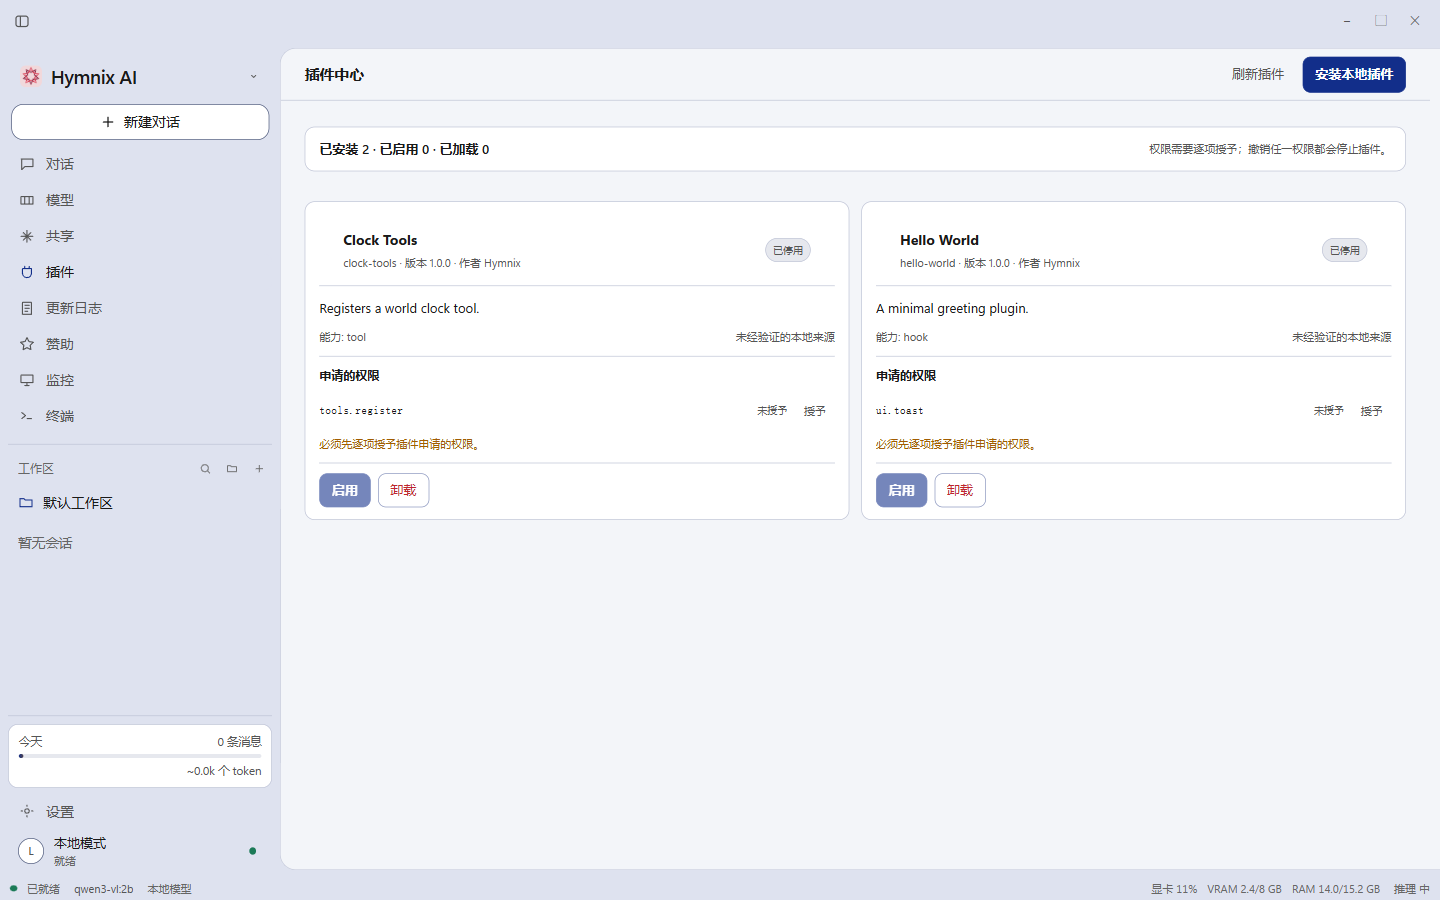 Hymnix AI
新建对话
对话
模型
共享
插件
更新日志
赞助
监控
终端
工作区
默认工作区
暂无会话
今天 0 条消息
~0.0k 个 token
设置
L
本地模式
就绪
插件中心 刷新插件 安装本地插件
已安装 2 · 已启用 0 · 已加载 0 权限需要逐项授予；撤销任一权限都会停止插件。
Clock Tools
clock-tools · 版本 1.0.0 · 作者 Hymnix
已停用
Registers a world clock tool.
能力: tool 未经验证的本地来源
申请的权限
tools.register 未授予 授予
必须先逐项授予插件申请的权限。
启用 卸载
Hello World
hello-world · 版本 1.0.0 · 作者 Hymnix
已停用
A minimal greeting plugin.
能力: hook 未经验证的本地来源
申请的权限
ui.toast 未授予 授予
必须先逐项授予插件申请的权限。
启用 卸载
已就绪 qwen3-vl:2b 本地模型 显卡 11% VRAM 2.4/8 GB RAM 14.0/15.2 GB 推理 中